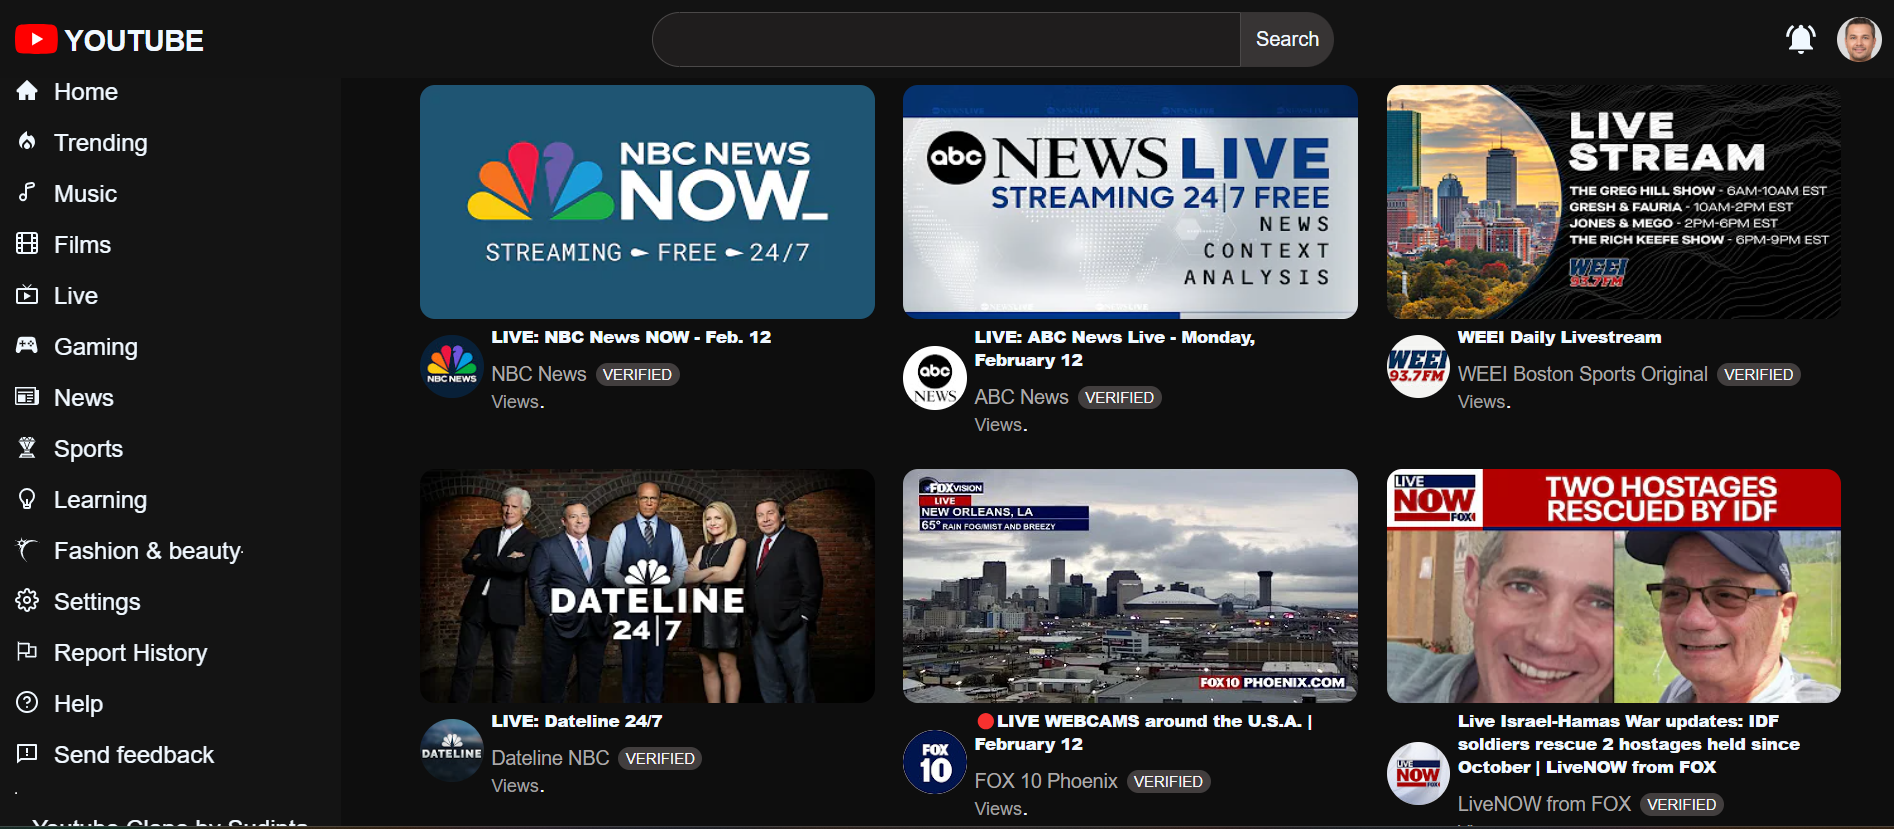 YOUTUBE
Search
Home
Trending
Music
Films
Live
Gaming
News
Sports
Learning
Fashion & beauty
Settings
Report History
Help
Send feedback
NBC NEWS
NOW_
STREAMING FREE 24/7
LIVE: NBC News NOW - Feb. 12
NBC NEWS
NBC News VERIFIED
Views.
abc NEWS LIVE
STREAMING 24|7 FREE
NEWS
CONTEXT
ANALYSIS
LIVE: ABC News Live - Monday,
February 12
abc
NEWS
ABC News VERIFIED
Views.
LIVE
STREAM
THE GREG HILL SHOW - 6AM-10AM EST
GRESH & FAURIA - 10AM-2PM EST
JONES & MEGO - 2PM-6PM EST
THE RICH KEEFE SHOW - 6PM-9PM EST
WEEI
93.7FM
WEEI Daily Livestream
WEEI
93.7FM
WEEI Boston Sports Original VERIFIED
Views.
DATELINE
24|7
LIVE: Dateline 24/7
DATELINE
Dateline NBC VERIFIED
Views.
FOXVISION
LIVE
NEW ORLEANS, LA
65° RAIN FOG/MIST AND BREEZY
FOX10 PHOENIX.COM
🔴LIVE WEBCAMS around the U.S.A. |
February 12
FOX
10
FOX 10 Phoenix VERIFIED
Views.
LIVE
NOW
FOX
TWO HOSTAGES
RESCUED BY IDF
Live Israel-Hamas War updates: IDF
soldiers rescue 2 hostages held since
October | LiveNOW from FOX
LIVE
NOW
FOX
LiveNOW from FOX VERIFIED